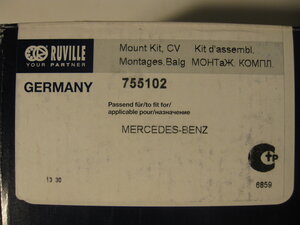 RUVILLE
YOUR PARTNER
Mount Kit, CV Kit d'assembl.
Montages.Balg МОНТаЖ. КОМПЛ.
GERMANY
755102
Passend für/to fit for/
applicable pour/назначение
MERCEDES-BENZ
13 30
6859